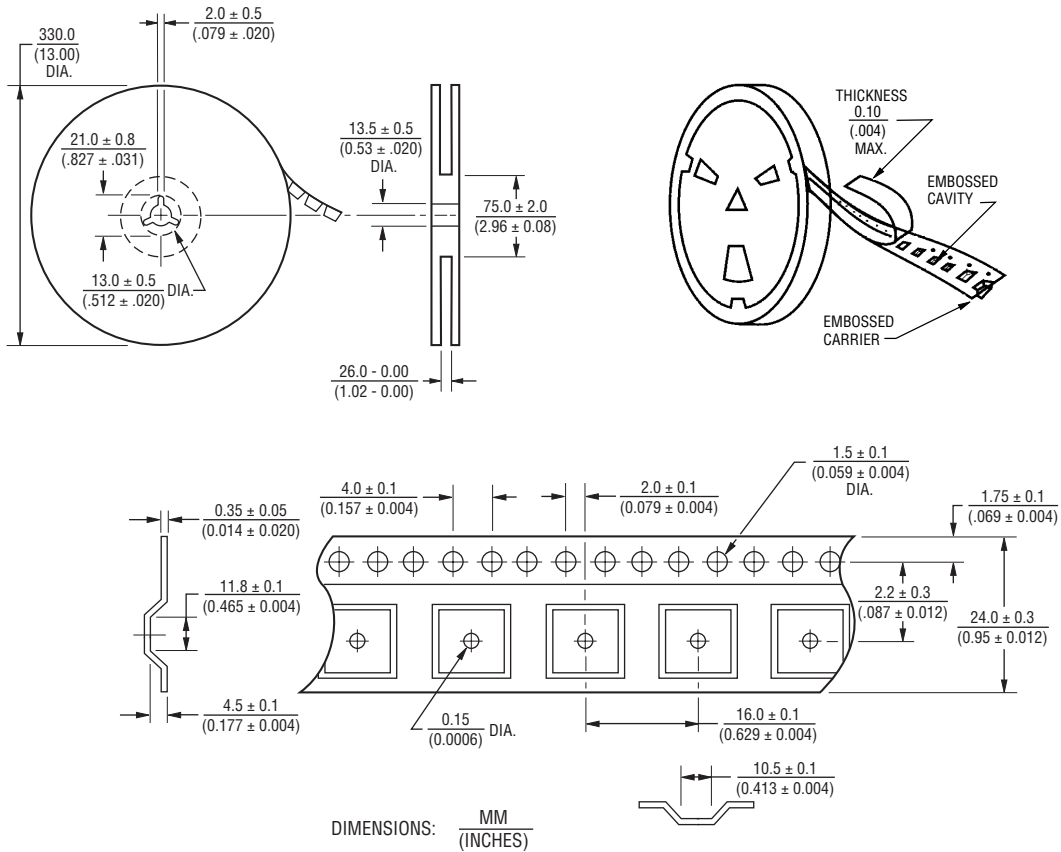 2.0 ± 0.5
(.079 ± .020)
330.0
(13.00)
DIA.
21.0 ± 0.8
(.827 ± .031)
13.0 ± 0.5
(.512 ± .020)
DIA.
13.5 ± 0.5
(0.53 ± .020)
DIA.
75.0 ± 2.0
(2.96 ± 0.08)
26.0 - 0.00
(1.02 - 0.00)
THICKNESS
0.10
(.004)
MAX.
EMBOSSED
CAVITY
EMBOSSED
CARRIER
0.35 ± 0.05
(0.014 ± 0.020)
11.8 ± 0.1
(0.465 ± 0.004)
4.5 ± 0.1
(0.177 ± 0.004)
4.0 ± 0.1
(0.157 ± 0.004)
2.0 ± 0.1
(0.079 ± 0.004)
1.5 ± 0.1
(0.059 ± 0.004)
DIA.
1.75 ± 0.1
(.069 ± 0.004)
2.2 ± 0.3
(.087 ± 0.012)
24.0 ± 0.3
(0.95 ± 0.012)
0.15
(0.0006)
DIA.
16.0 ± 0.1
(0.629 ± 0.004)
10.5 ± 0.1
(0.413 ± 0.004)
DIMENSIONS:
MM
(INCHES)